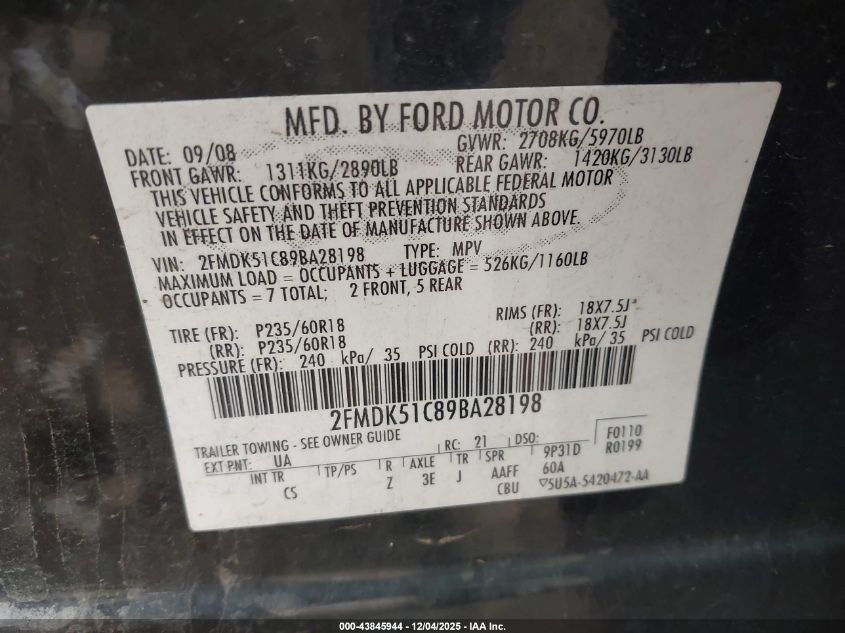 MFD. BY FORD MOTOR CO.
DATE: 09/08 GVWR: 2708KG/5970LB
FRONT GAWR: 1311KG/2890LB REAR GAWR: 1420KG/3130LB
THIS VEHICLE CONFORMS TO ALL APPLICABLE FEDERAL MOTOR
VEHICLE SAFETY AND THEFT PREVENTION STANDARDS
IN EFFECT ON THE DATE OF MANUFACTURE SHOWN ABOVE.
VIN: 2FMDK51C89BA28198 TYPE: MPV
MAXIMUM LOAD = OCCUPANTS + LUGGAGE = 526KG/1160LB
OCCUPANTS = 7 TOTAL; 2 FRONT, 5 REAR
TIRE (FR): P235/60R18 RIMS (FR): 18X7.5J
(RR): P235/60R18 (RR): 18X7.5J
PRESSURE (FR): 240 kPa/ 35 PSI COLD (RR): 240 kPa/ 35 PSI COLD
2FMDK51C89BA28198
TRAILER TOWING - SEE OWNER GUIDE
F0110
R0199
EXT PNT: UA RC: 21 DSO: 9P31D
INT TR TP/PS R AXLE TR SPR 60A
CS Z 3E J AAFF
CBU ▽5U5A-5420472-AA
000-43845944 - 12/04/2025 - IAA Inc.